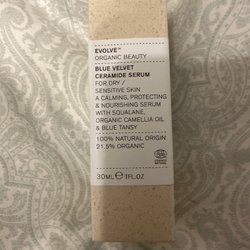 EVOLVE™
ORGANIC BEAUTY
BLUE VELVET
CERAMIDE SERUM
FOR DRY /
SENSITIVE SKIN
A CALMING, PROTECTING
& NOURISHING SERUM
WITH SQUALANE,
ORGANIC CAMELLIA OIL
& BLUE TANSY
100% NATURAL ORIGIN
21.5% ORGANIC
30ML ℮ 1FL.OZ